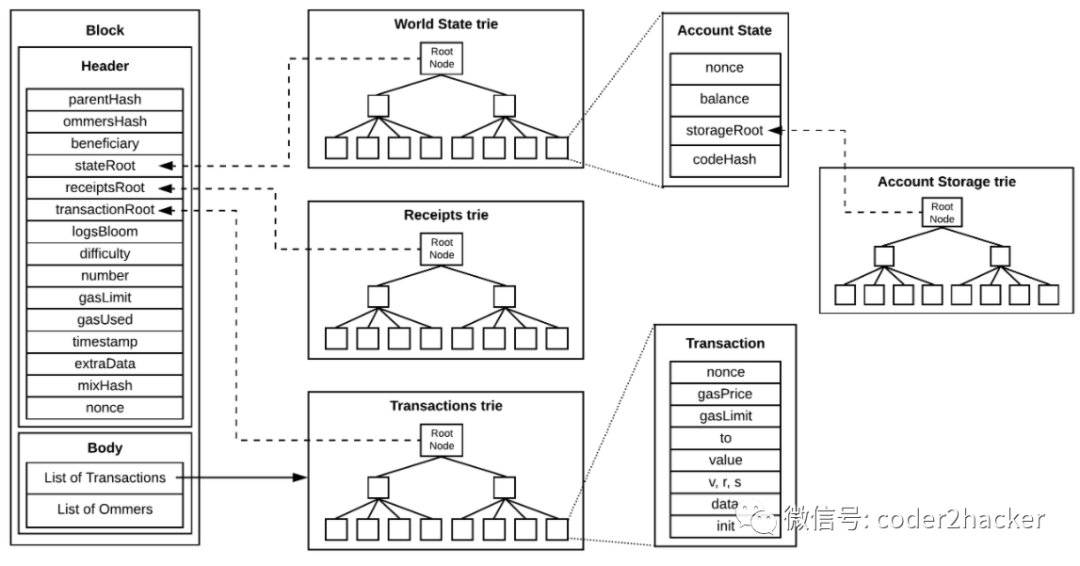 Block
Header
parentHash
ommersHash
beneficiary
stateRoot
receiptsRoot
transactionRoot
logsBloom
difficulty
number
gasLimit
gasUsed
timestamp
extraData
mixHash
nonce
Body
List of Transactions
List of Ommers
World State trie
Root
Node
Receipts trie
Root
Node
Transactions trie
Root
Node
Account State
nonce
balance
storageRoot
codeHash
Account Storage trie
Root
Node
Transaction
nonce
gasPrice
gasLimit
to
value
v, r, s
data
init
微信号: coder2hacker